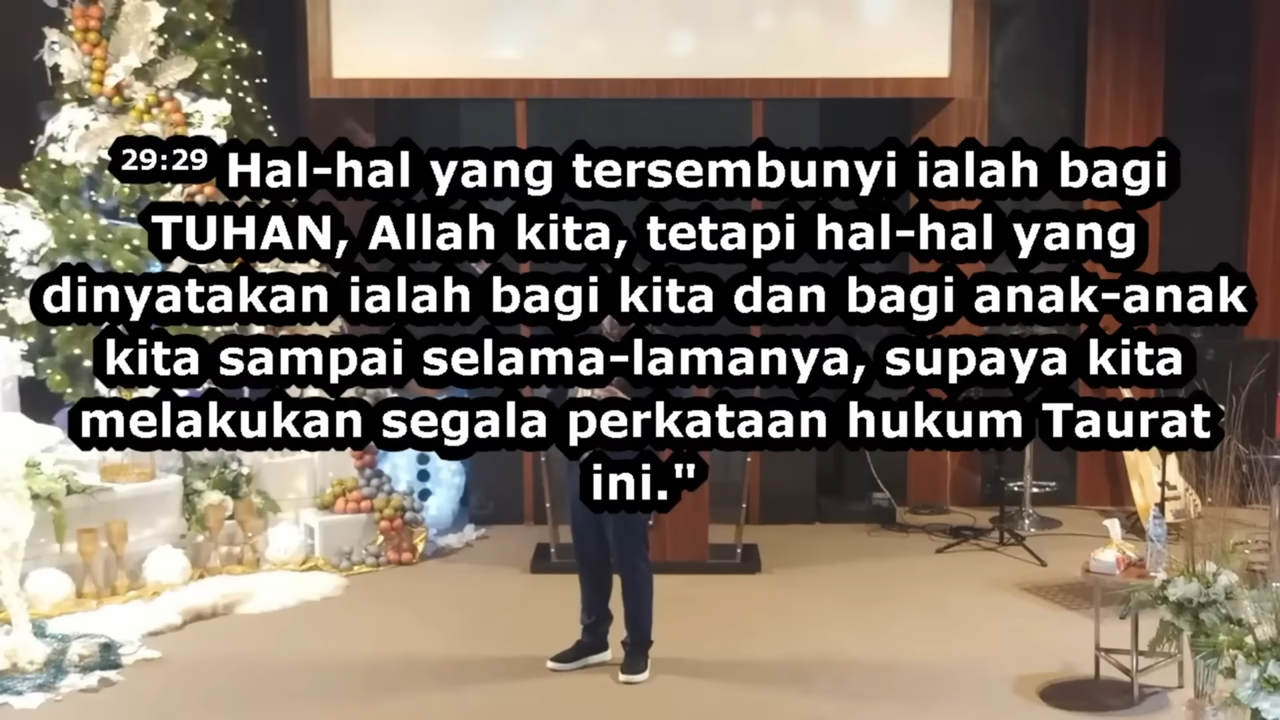 29:29 Hal-hal yang tersembunyi ialah bagi
TUHAN, Allah kita, tetapi hal-hal yang
dinyatakan ialah bagi kita dan bagi anak-anak
kita sampai selama-lamanya, supaya kita
melakukan segala perkataan hukum Taurat
ini."